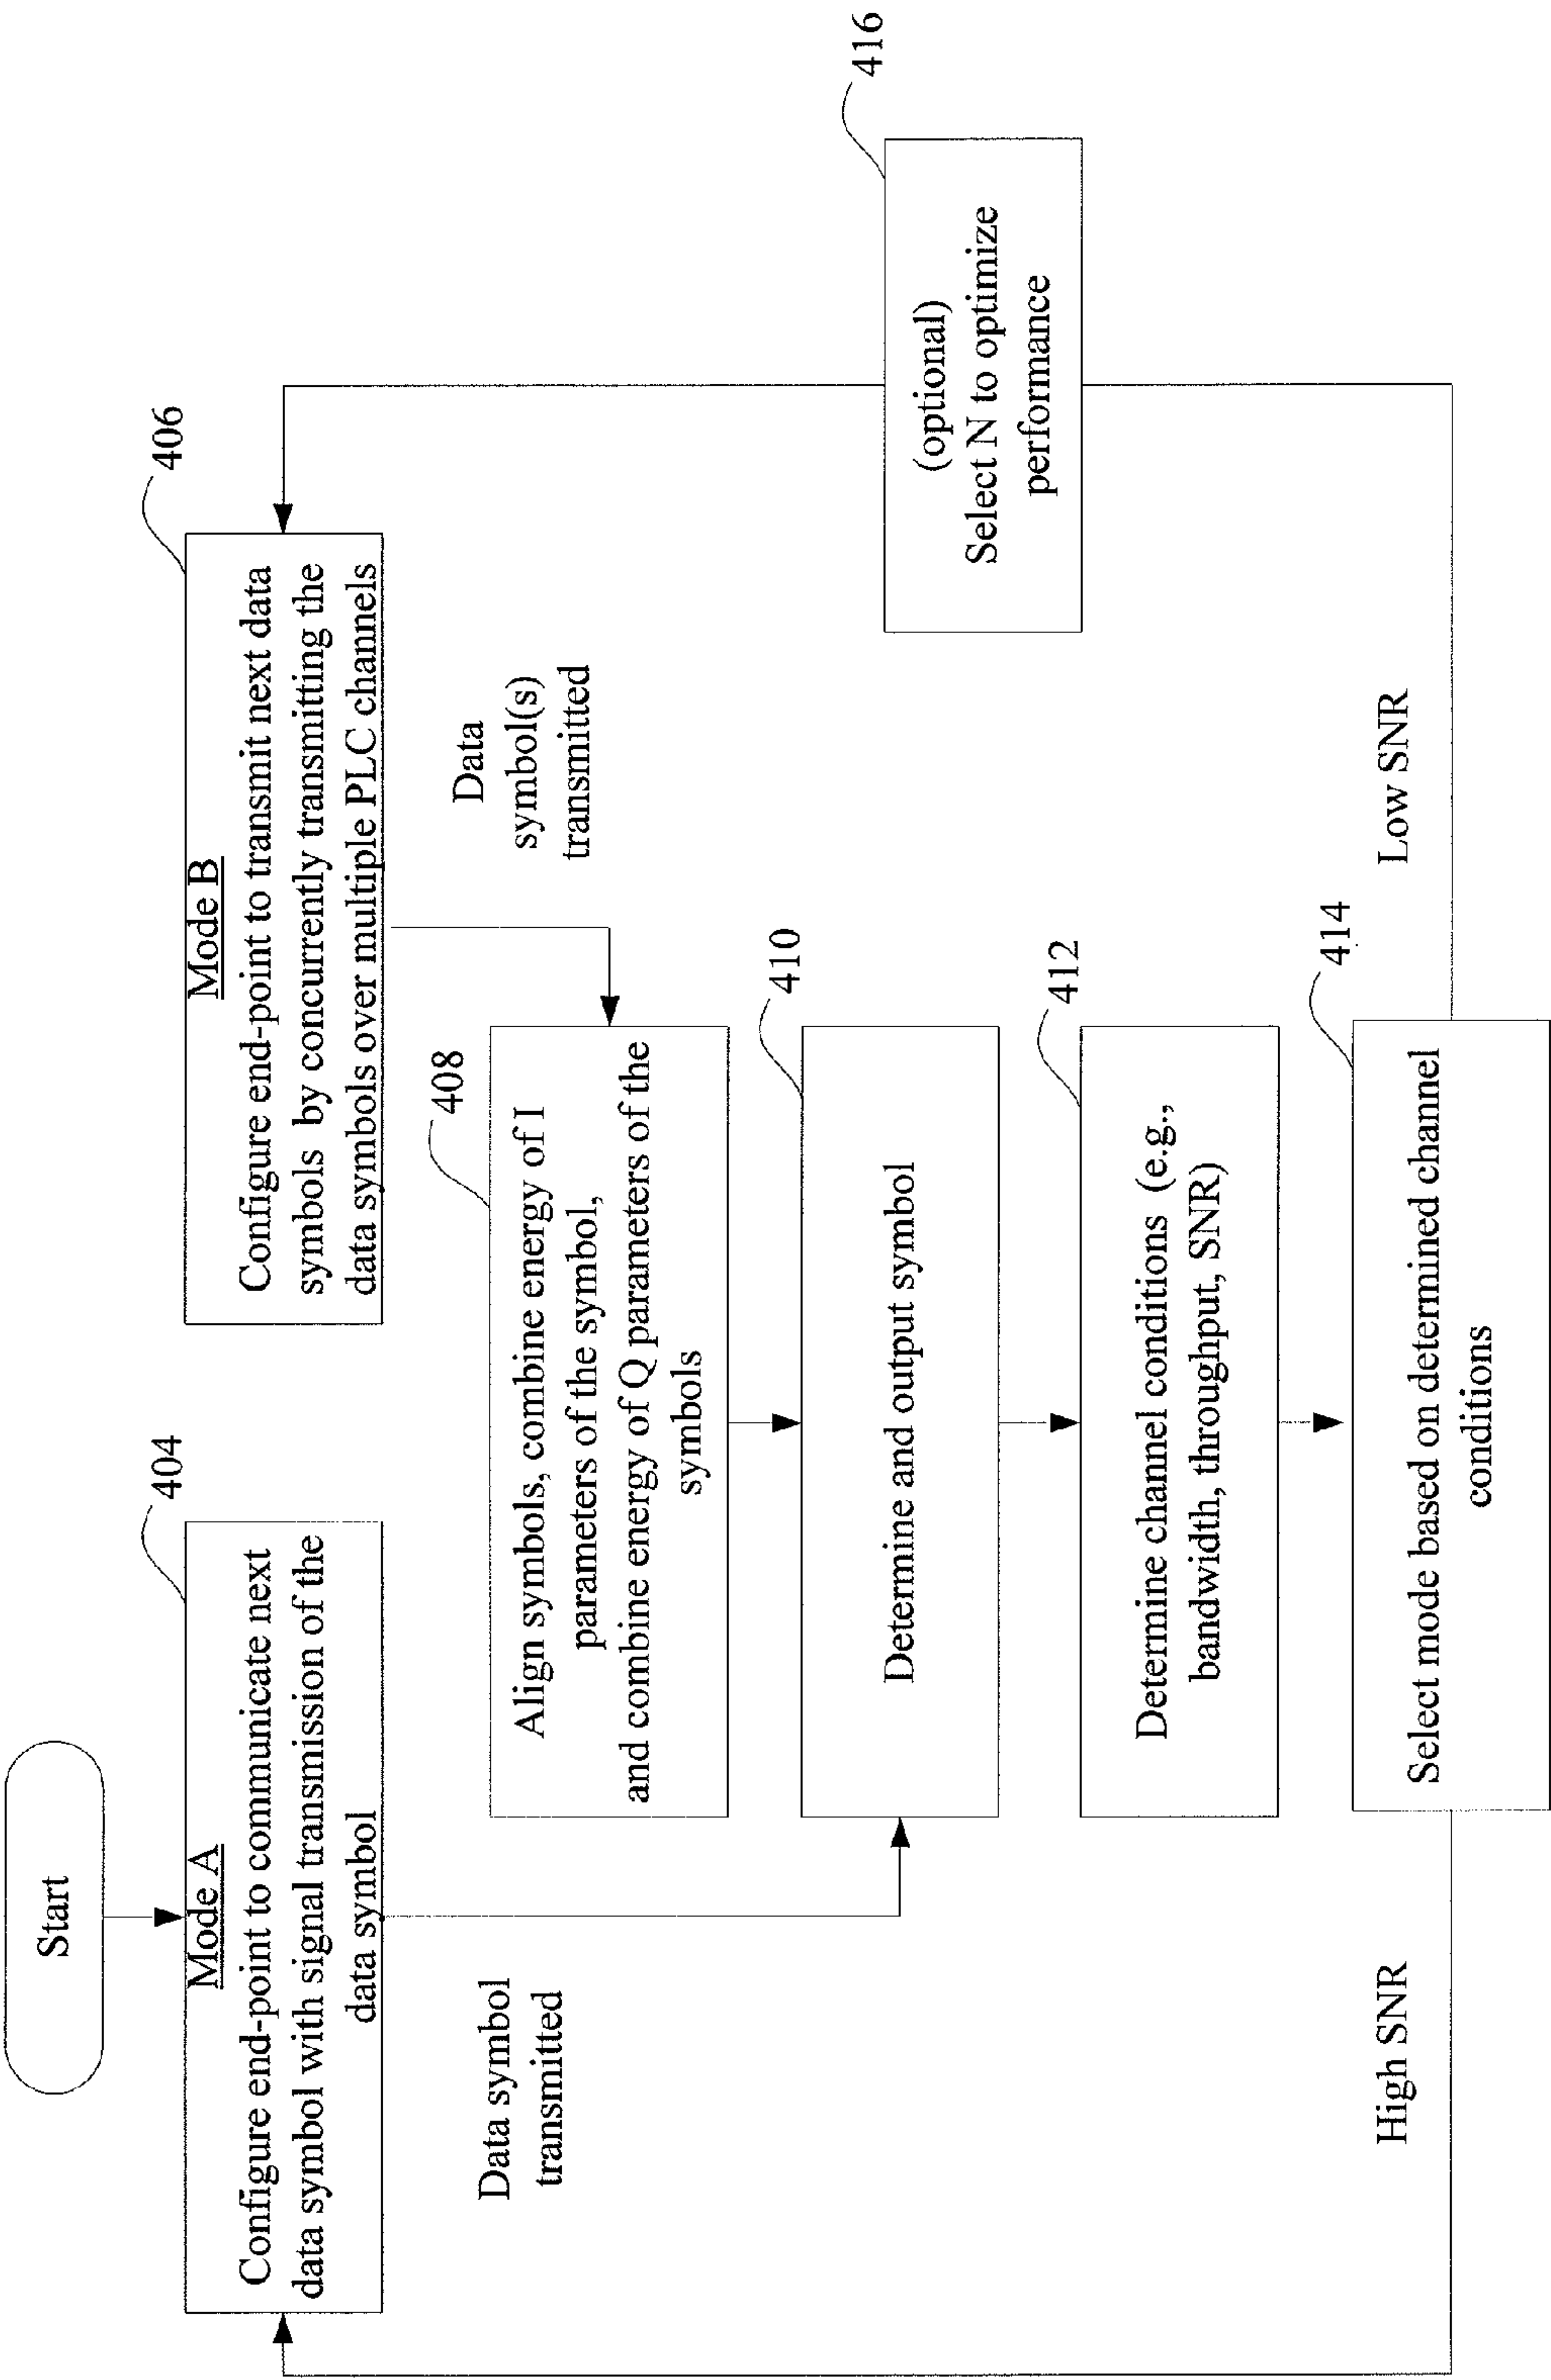 Start
404
Mode A
Configure end-point to communicate next
data symbol with signal transmission of the
data symbol
Data symbol
transmitted
406
Mode B
Configure end-point to transmit next data
symbols by concurrently transmitting the
data symbols over multiple PLC channels
Data
symbol(s)
transmitted
408
Align symbols, combine energy of I
parameters of the symbol,
and combine energy of Q parameters of the
symbols
410
Determine and output symbol
412
Determine channel conditions (e.g.,
bandwidth, throughput, SNR)
414
Select mode based on determined channel
conditions
High SNR
Low SNR
416
(optional)
Select N to optimize
performance